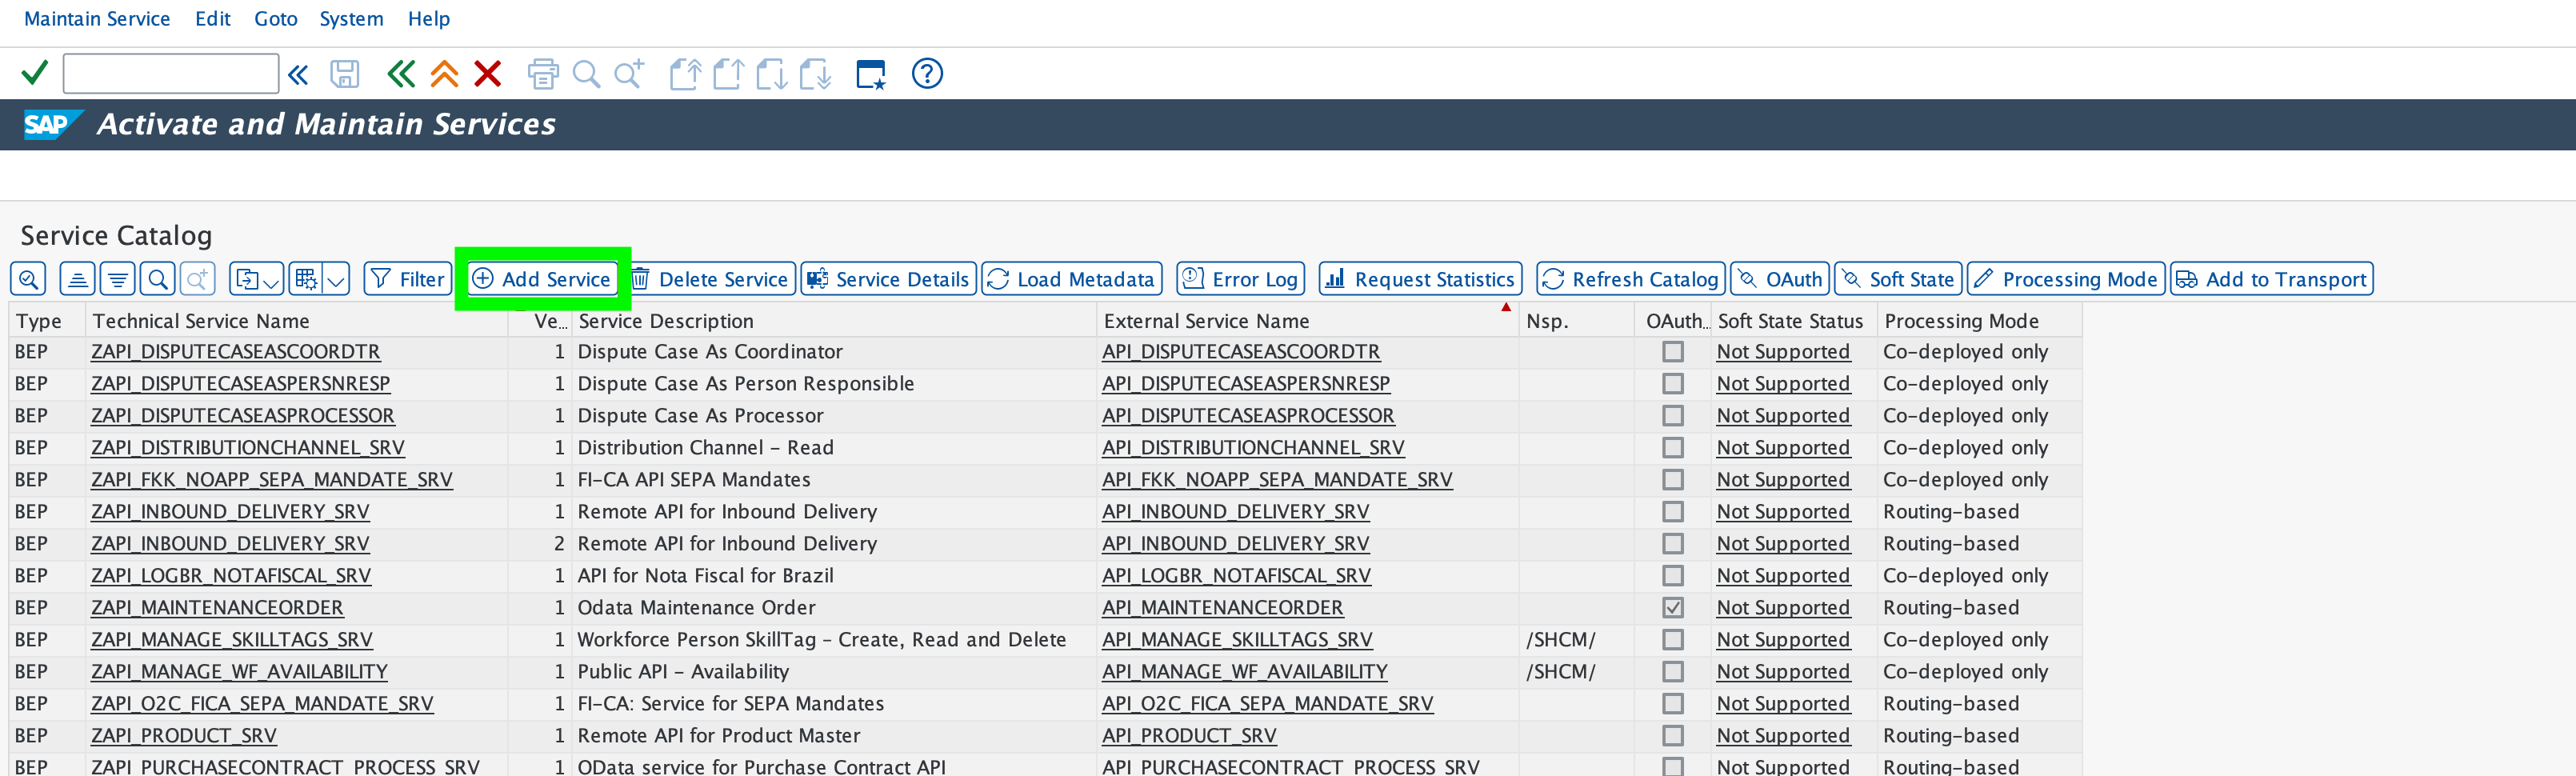 Maintain Service Edit Goto System Help
SAP Activate and Maintain Services
Service Catalog
Filter Add Service Delete Service Service Details Load Metadata Error Log Request Statistics Refresh Catalog OAuth Soft State Processing Mode Add to Transport
Type Technical Service Name Ve... Service Description External Service Name Nsp. OAuth... Soft State Status Processing Mode
BEP ZAPI_DISPUTECASEASCOORDTR 1 Dispute Case As Coordinator API_DISPUTECASEASCOORDTR Not Supported Co-deployed only
BEP ZAPI_DISPUTECASEASPERSNRESP 1 Dispute Case As Person Responsible API_DISPUTECASEASPERSNRESP Not Supported Co-deployed only
BEP ZAPI_DISPUTECASEASPROCESSOR 1 Dispute Case As Processor API_DISPUTECASEASPROCESSOR Not Supported Co-deployed only
BEP ZAPI_DISTRIBUTIONCHANNEL_SRV 1 Distribution Channel - Read API_DISTRIBUTIONCHANNEL_SRV Not Supported Co-deployed only
BEP ZAPI_FKK_NOAPP_SEPA_MANDATE_SRV 1 FI-CA API SEPA Mandates API_FKK_NOAPP_SEPA_MANDATE_SRV Not Supported Co-deployed only
BEP ZAPI_INBOUND_DELIVERY_SRV 1 Remote API for Inbound Delivery API_INBOUND_DELIVERY_SRV Not Supported Routing-based
BEP ZAPI_INBOUND_DELIVERY_SRV 2 Remote API for Inbound Delivery API_INBOUND_DELIVERY_SRV Not Supported Routing-based
BEP ZAPI_LOGBR_NOTAFISCAL_SRV 1 API for Nota Fiscal for Brazil API_LOGBR_NOTAFISCAL_SRV Not Supported Co-deployed only
BEP ZAPI_MAINTENANCEORDER 1 Odata Maintenance Order API_MAINTENANCEORDER Not Supported Routing-based
BEP ZAPI_MANAGE_SKILLTAGS_SRV 1 Workforce Person SkillTag - Create, Read and Delete API_MANAGE_SKILLTAGS_SRV /SHCM/ Not Supported Co-deployed only
BEP ZAPI_MANAGE_WF_AVAILABILITY 1 Public API - Availability API_MANAGE_WF_AVAILABILITY /SHCM/ Not Supported Co-deployed only
BEP ZAPI_O2C_FICA_SEPA_MANDATE_SRV 1 FI-CA: Service for SEPA Mandates API_O2C_FICA_SEPA_MANDATE_SRV Not Supported Routing-based
BEP ZAPI_PRODUCT_SRV 1 Remote API for Product Master API_PRODUCT_SRV Not Supported Routing-based
BEP ZAPI_PURCHASECONTRACT_PROCESS_SRV 1 OData service for Purchase Contract API API_PURCHASECONTRACT_PROCESS_SRV Not Supported Routing-based